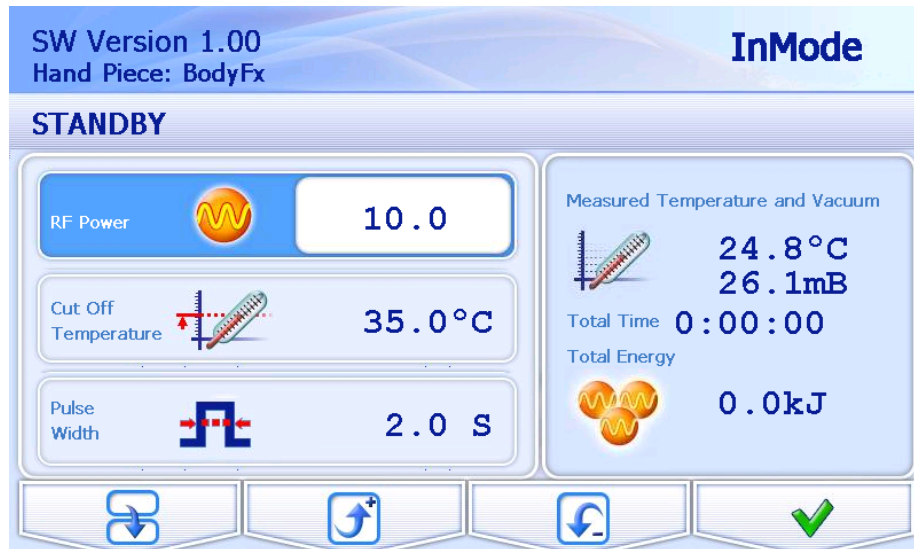 SW Version 1.00
InMode
Hand Piece: BodyFx
STANDBY
RF Power
10.0
Cut Off
Temperature
35.0°C
Pulse
Width
2.0 S
Measured Temperature and Vacuum
24.8°C
26.1mB
Total Time 0:00:00
Total Energy
0.0kJ